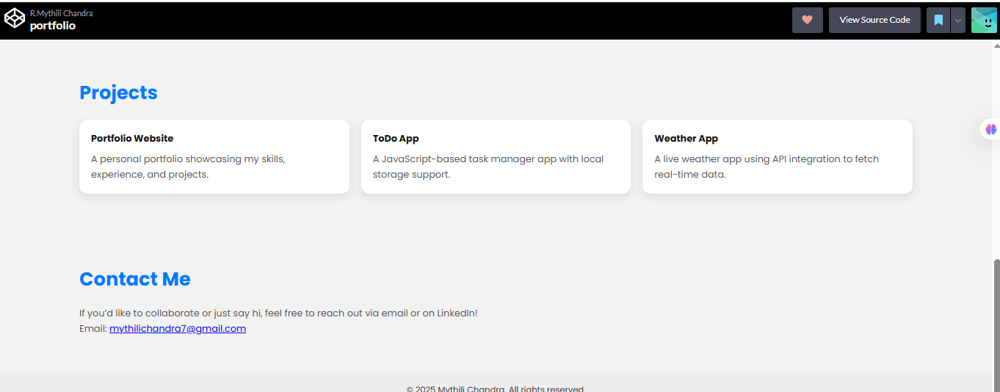 R.Mythili Chandra
portfolio
View Source Code
Projects
Portfolio Website
A personal portfolio showcasing my skills,
experience, and projects.
ToDo App
A JavaScript-based task manager app with local
storage support.
Weather App
A live weather app using API integration to fetch
real-time data.
Contact Me
If you’d like to collaborate or just say hi, feel free to reach out via email or on LinkedIn!
Email: mythilichandra7@gmail.com
© 2025 Mythili Chandra. All rights reserved.